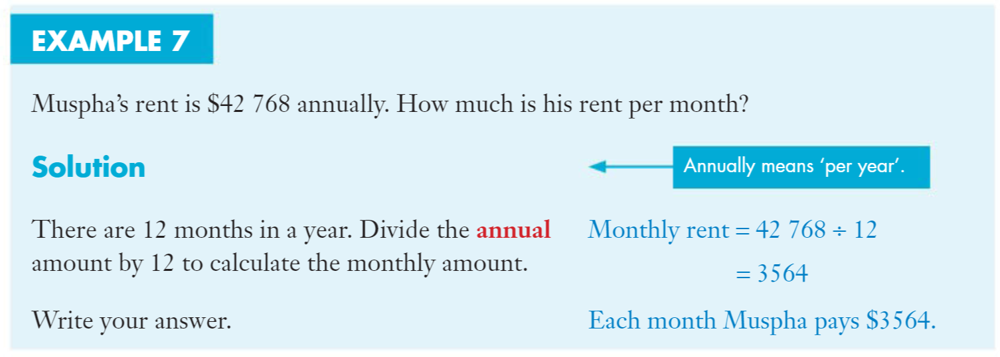 EXAMPLE 7
Muspha’s rent is $42 768 annually. How much is his rent per month?
Solution
Annually means ‘per year’.
There are 12 months in a year. Divide the annual
amount by 12 to calculate the monthly amount.
Monthly rent = 42 768 ÷ 12
= 3564
Write your answer.
Each month Muspha pays $3564.